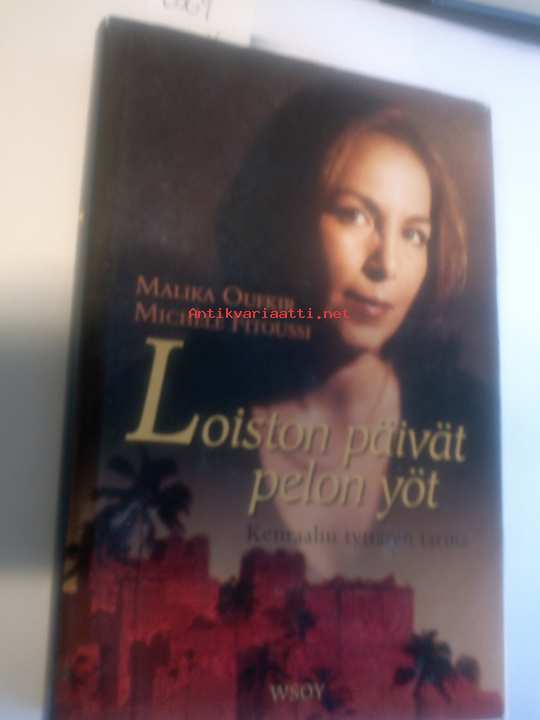 MALIKA OUFKIR
MICHÈLE FITOUSSI
Antikvariaatti.net
Loiston päivät
pelon yöt
Kenraalin tyttären tarina
WSOY